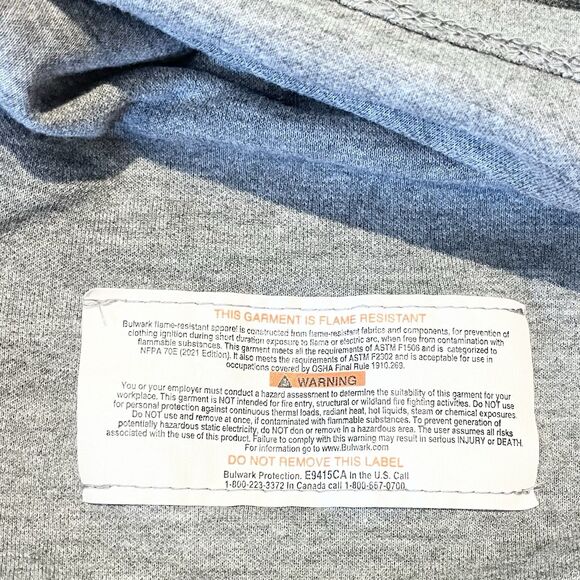 THIS GARMENT IS FLAME RESISTANT
Bulwark flame-resistant apparel is constructed from flame-resistant fabrics and components, for prevention of
clothing ignition during short duration exposure to flame or electric arc, when free from contamination with
flammable substances. This garment meets all the requirements of ASTM F1506 and is categorized to
NFPA 70E (2021 Edition). It also meets the requirements of ASTM F2302 and is acceptable for use in
occupations covered by OSHA Final Rule 1910.269.
WARNING
You or your employer must conduct a hazard assessment to determine the suitability of this garment for your
workplace. This garment is NOT intended for fire entry, structural or wildland fire fighting activities. Do NOT use
for personal protection against continuous thermal loads, radiant heat, hot liquids, steam or chemical exposures.
Do NOT use and remove at once, if contaminated with flammable substances. To prevent generation of
potentially hazardous static electricity, do NOT don or remove in a hazardous area. The user assumes all risks
associated with the use of this product. Failure to comply with this warning may result in serious INJURY or DEATH.
For information go to www.Bulwark.com
DO NOT REMOVE THIS LABEL
Bulwark Protection. E9415CA In the U.S. Call
1-800-223-3372 In Canada call 1-800-667-0700.